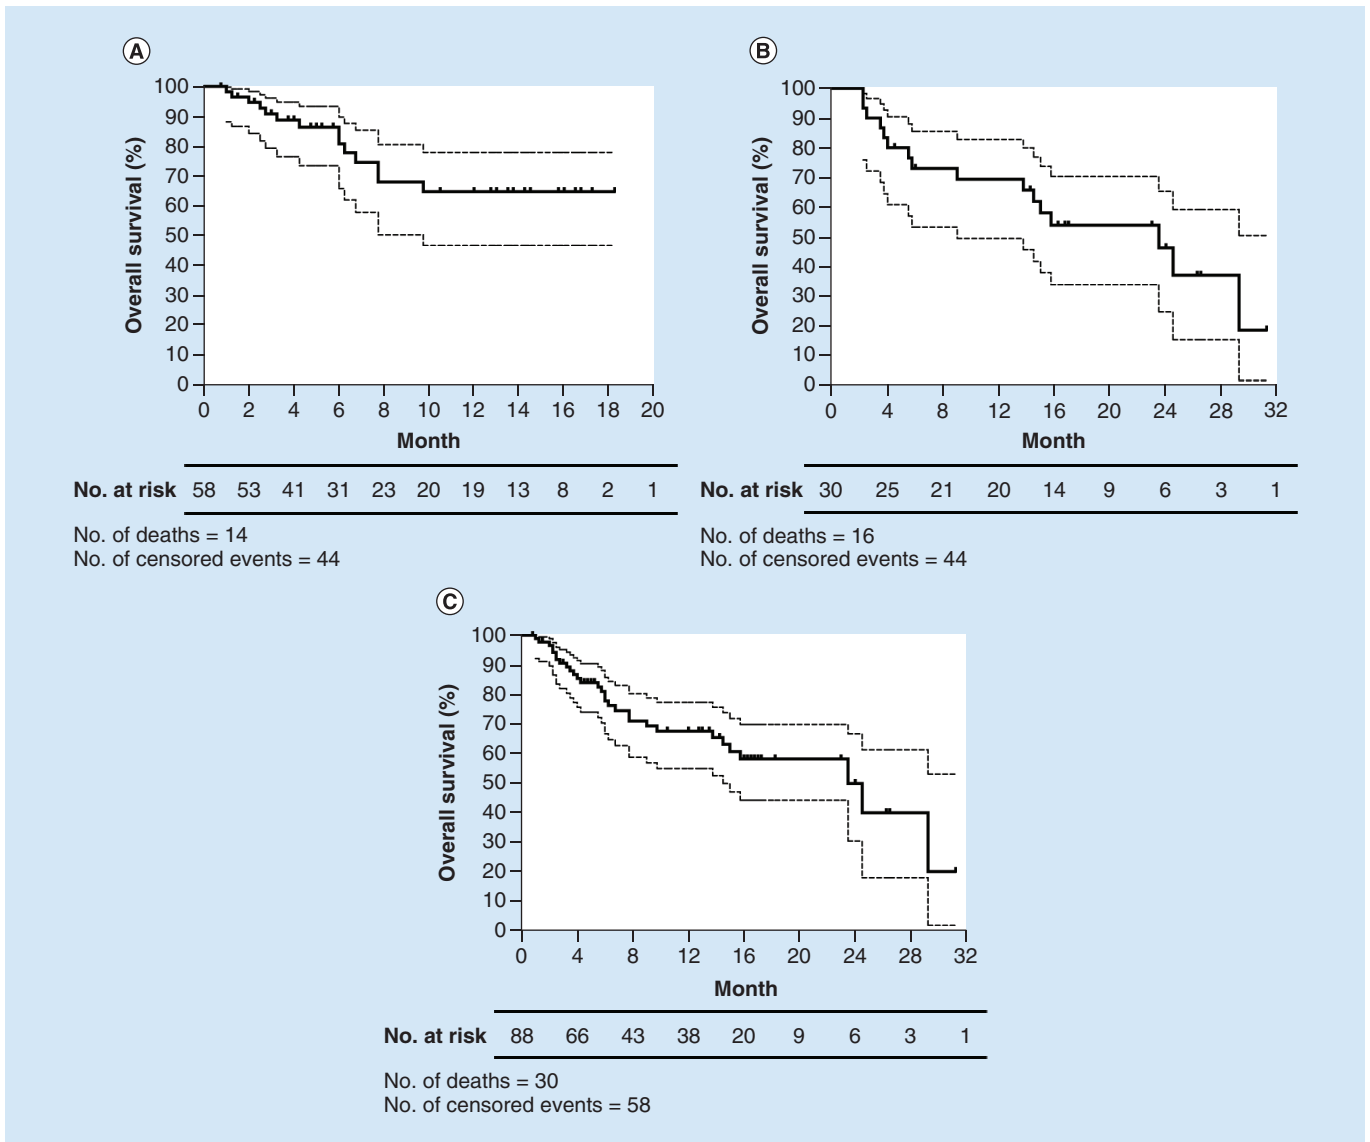 A
Overall survival (%)
100
90
80
70
60
50
40
30
20
10
0
0 2 4 6 8 10 12 14 16 18 20
Month
No. at risk 58 53 41 31 23 20 19 13 8 2 1
No. of deaths = 14
No. of censored events = 44
B
Overall survival (%)
100
90
80
70
60
50
40
30
20
10
0
0 4 8 12 16 20 24 28 32
Month
No. at risk 30 25 21 20 14 9 6 3 1
No. of deaths = 16
No. of censored events = 44
C
Overall survival (%)
100
90
80
70
60
50
40
30
20
10
0
0 4 8 12 16 20 24 28 32
Month
No. at risk 88 66 43 38 20 9 6 3 1
No. of deaths = 30
No. of censored events = 58